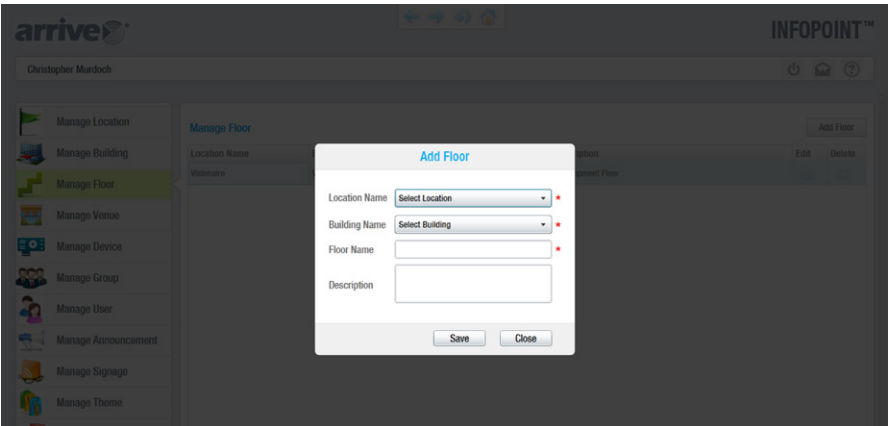 arrive
INFOPOINT™
Christopher Murdoch
Manage Location
Manage Building
Manage Floor
Manage Venue
Manage Device
Manage Group
Manage User
Manage Announcement
Manage Signage
Manage Theme
Manage Floor
Add Floor
Location Name
Edit Delete
Add Floor
Location Name Select Location *
Building Name Select Building *
Floor Name *
Description
Save Close